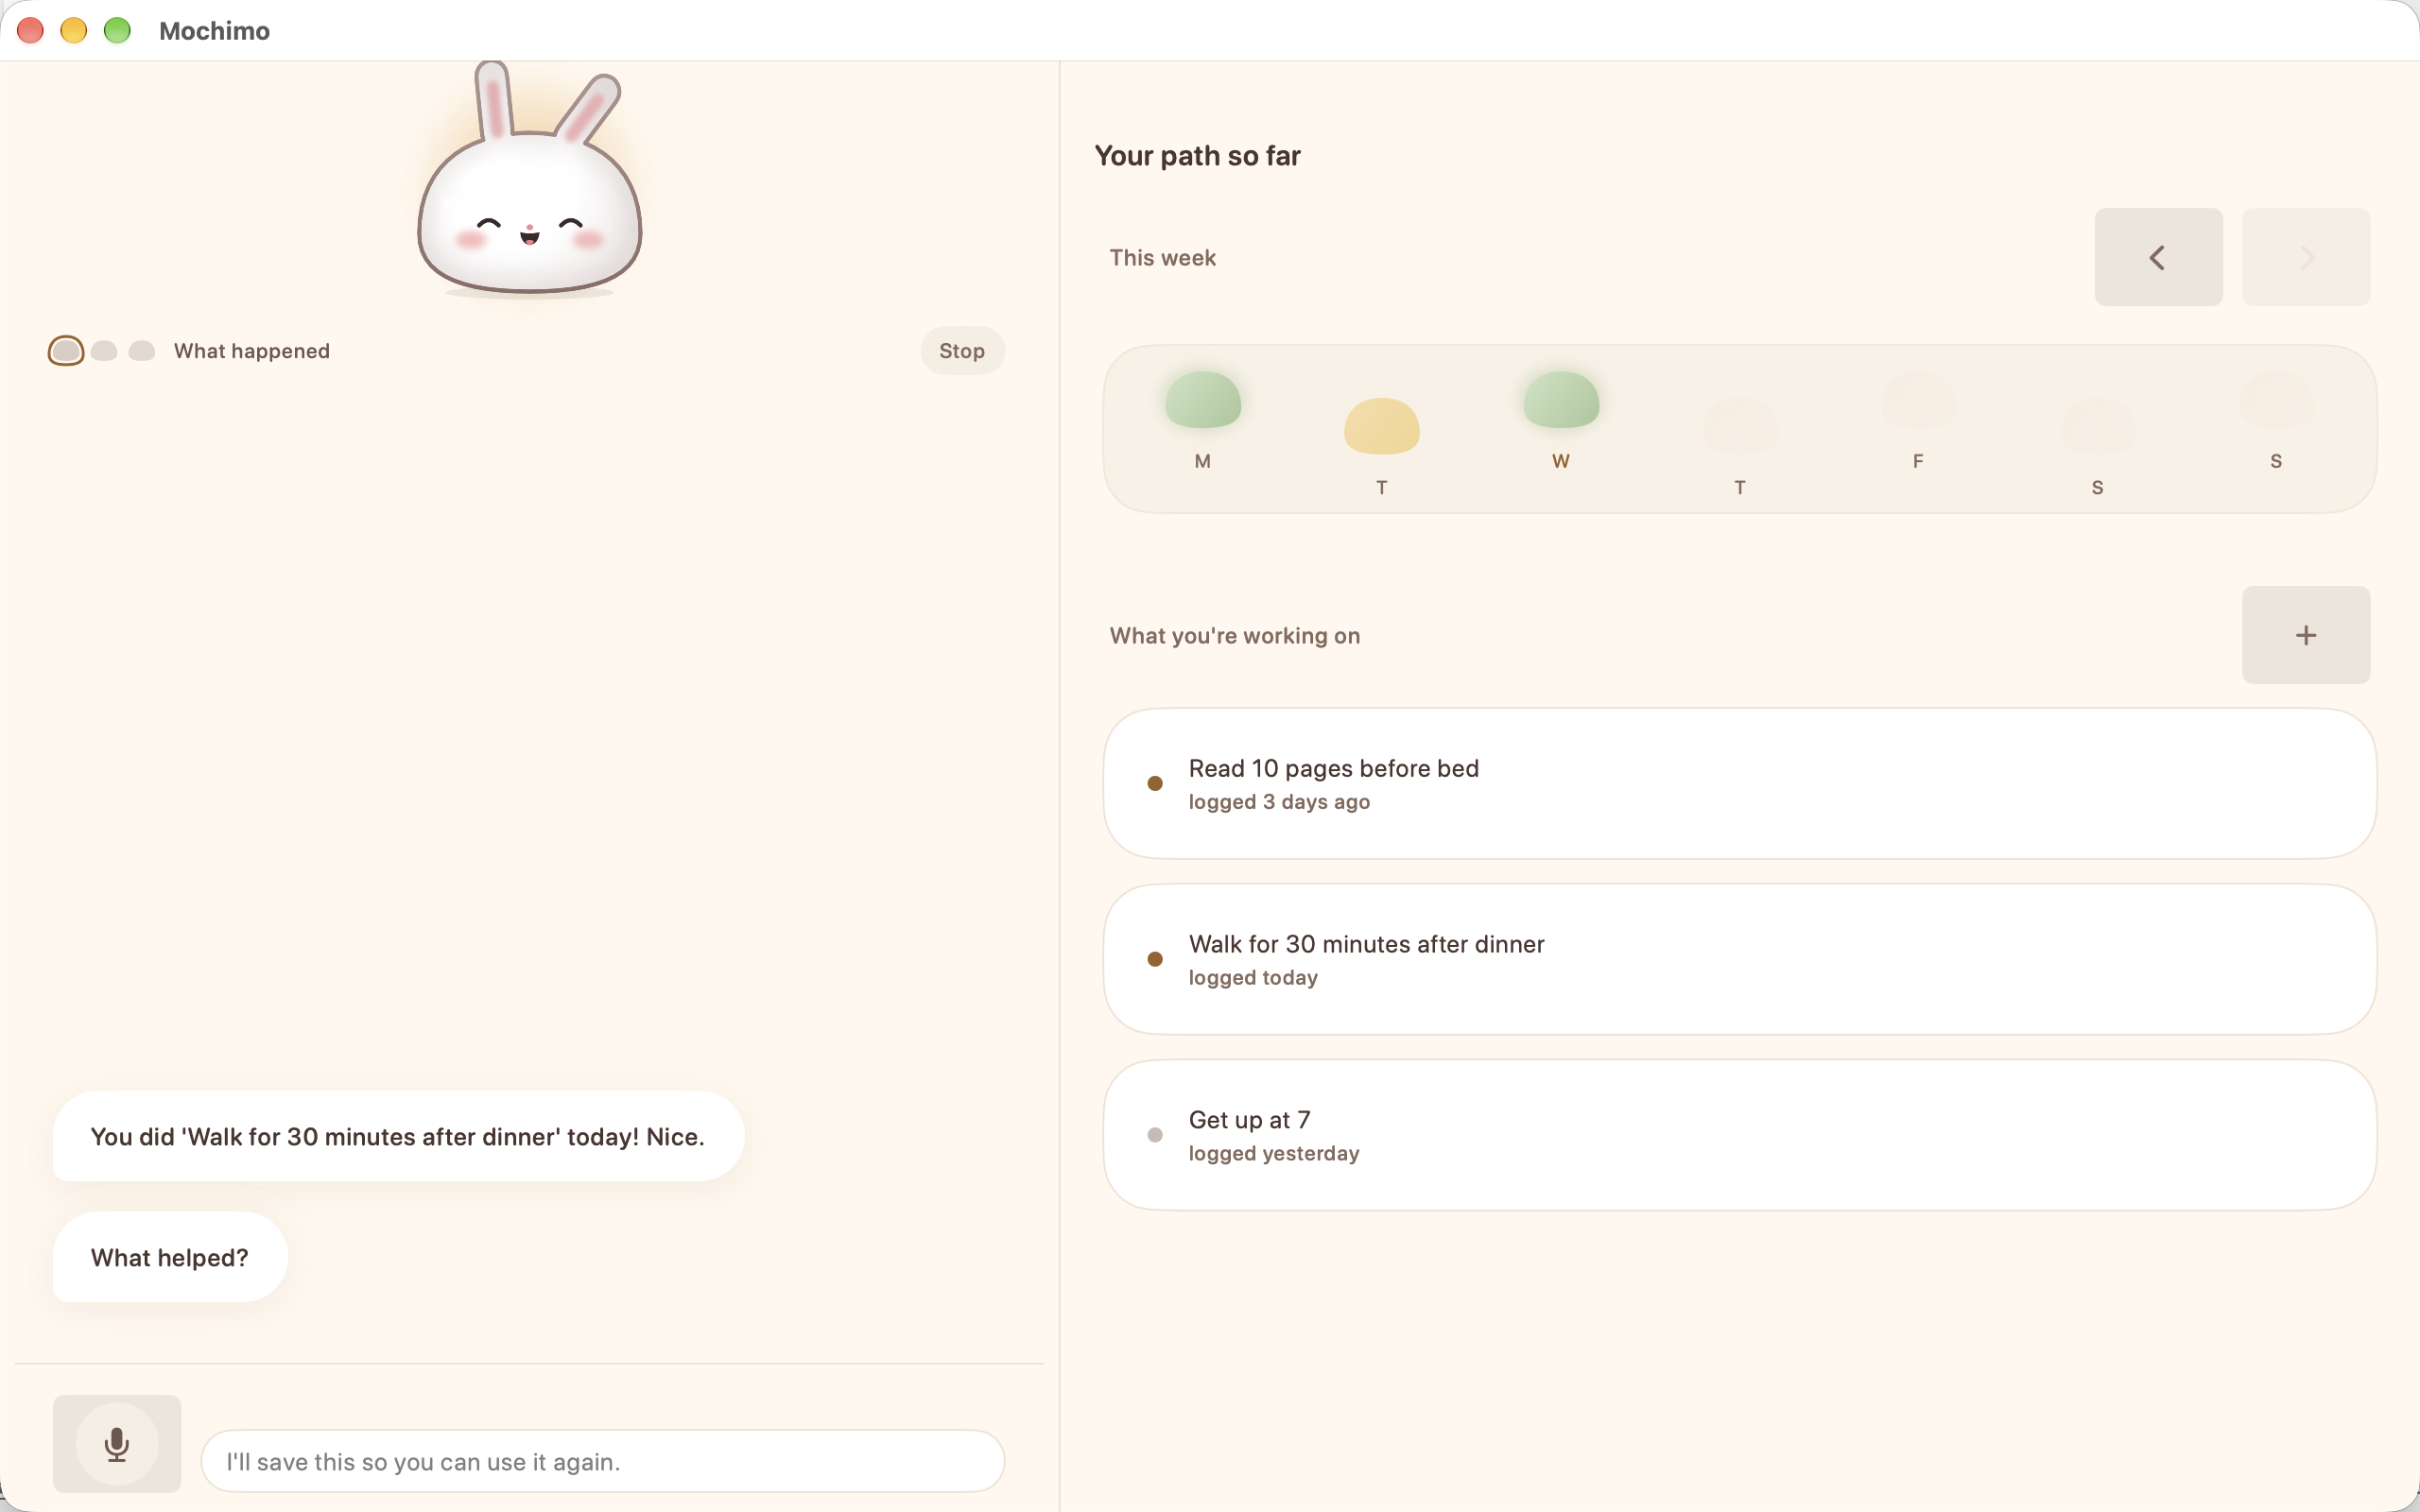 Mochimo
What happened
Stop
You did 'Walk for 30 minutes after dinner' today! Nice.
What helped?
I'll save this so you can use it again.
Your path so far
This week
M
T
W
T
F
S
S
What you're working on
Read 10 pages before bed
logged 3 days ago
Walk for 30 minutes after dinner
logged today
Get up at 7
logged yesterday